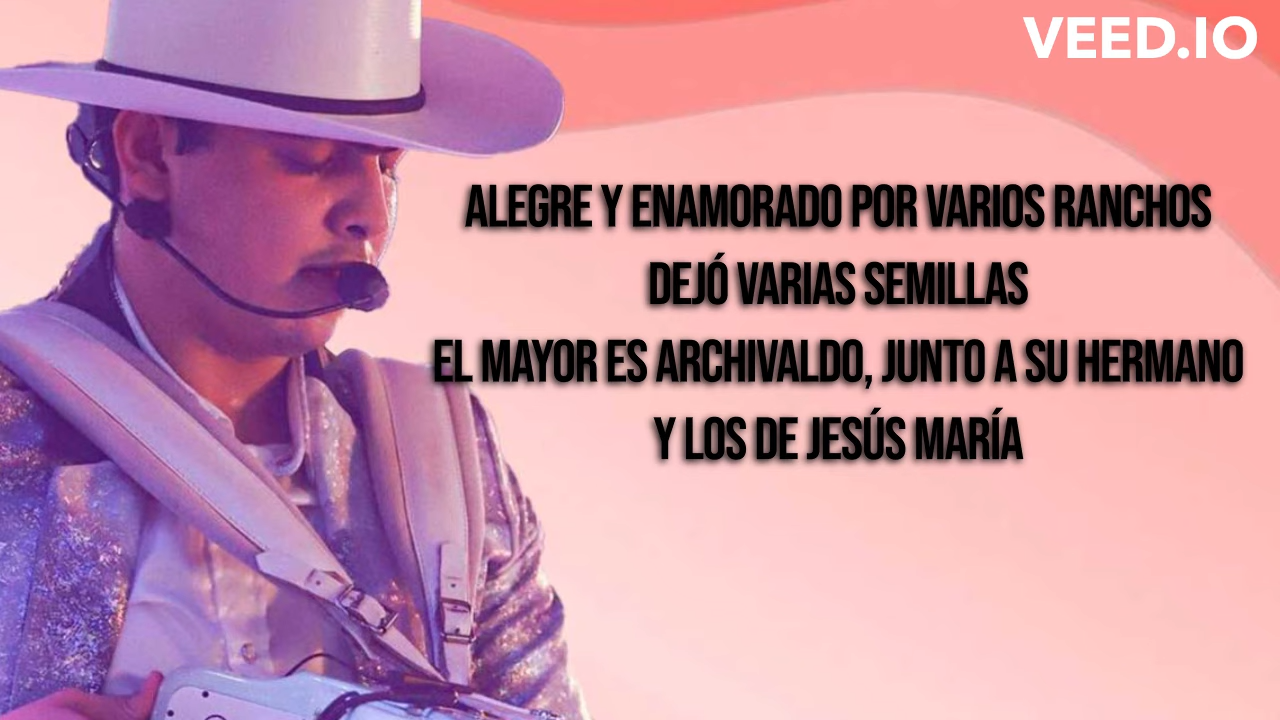 VEED.IO
ALEGRE Y ENAMORADO POR VARIOS RANCHOS
DEJÓ VARIAS SEMILLAS
EL MAYOR ES ARCHIVALDO, JUNTO A SU HERMANO
Y LOS DE JESÚS MARÍA